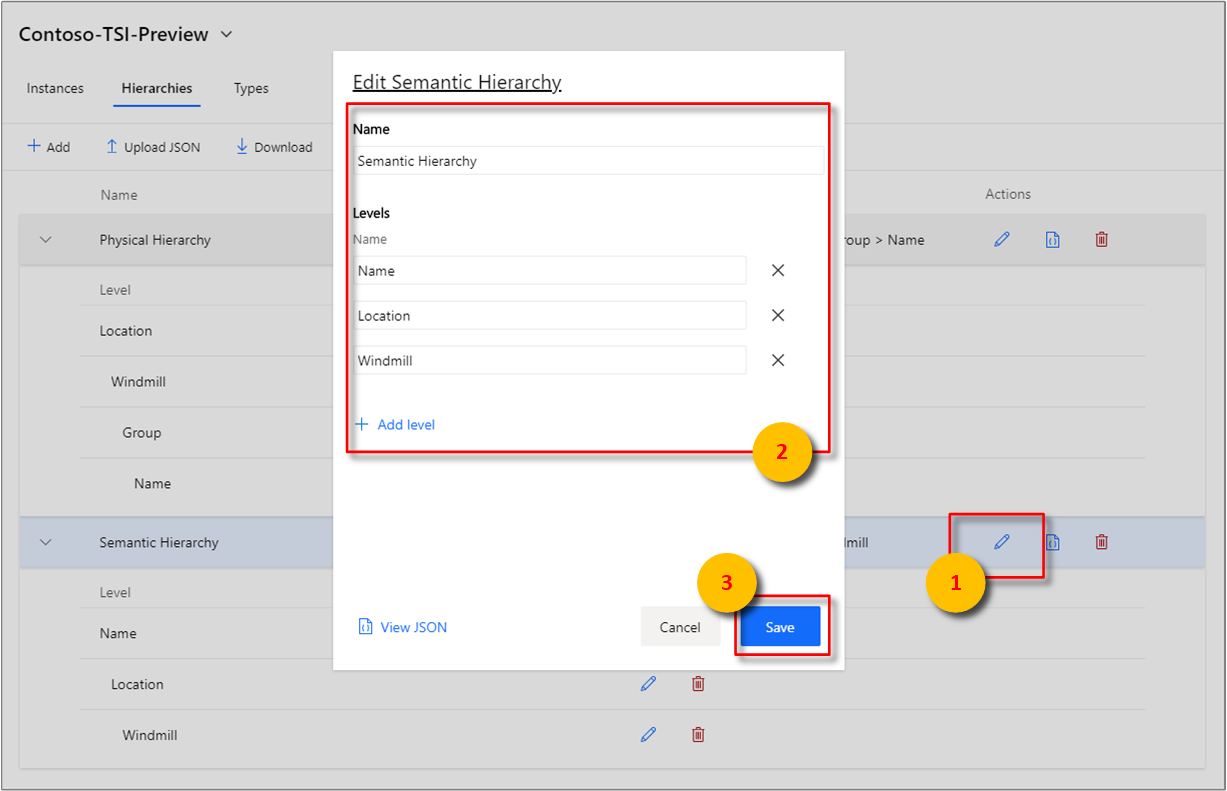 Contoso-TSI-Preview
Instances Hierarchies Types
Add Upload JSON Download
Name Actions
Physical Hierarchy > Name
Level
Location
Windmill
Group
Name
Semantic Hierarchy
Level
Name
Location
Windmill
Edit Semantic Hierarchy
Name
Semantic Hierarchy
Levels
Name
Name
Location
Windmill
Add level
View JSON Cancel Save
1
2
3